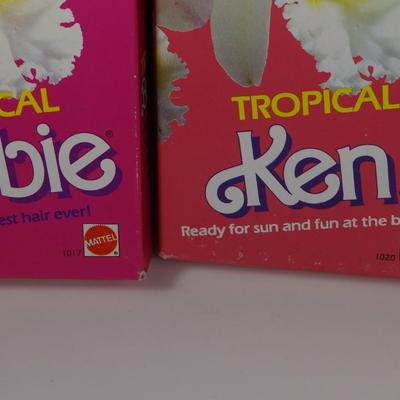 CAL
bie®
est hair ever!
1017
MATTEL
TROPICAL
Ken
Ready for sun and fun at the b
1020